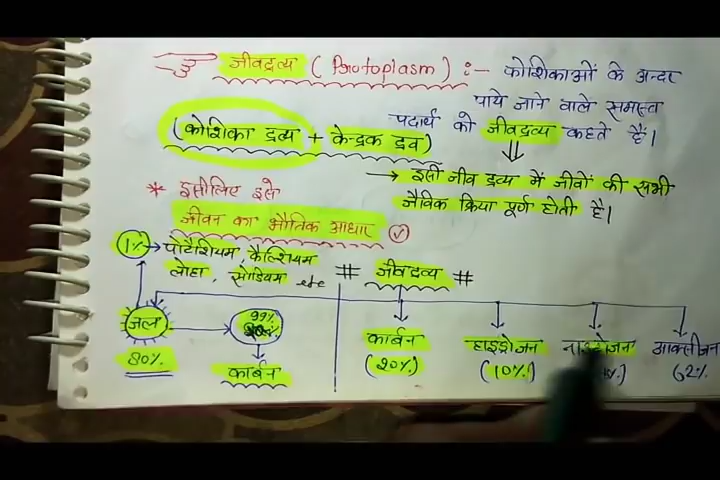 जीवद्रव्य (Protoplasm) :- कोशिकाओं के अन्दर
पाये जाने वाले समस्त
पदार्थ को जीवद्रव्य कहते हैं।
(कोशिका द्रव्य + केन्द्रक द्रव)
→ इसी जीव द्रव्य में जीवों की सभी
जैविक क्रिया पूर्ण होती है।
* इसीलिए इसे
जीवन का भौतिक आधार
1% → पोटैशियम, कैल्शियम
लोहा, सोडियम etc
# जीवद्रव्य #
जल
80%
99%
कार्बन
कार्बन
(20%)
हाइड्रोजन
(10%)
आक्सीजन
62%